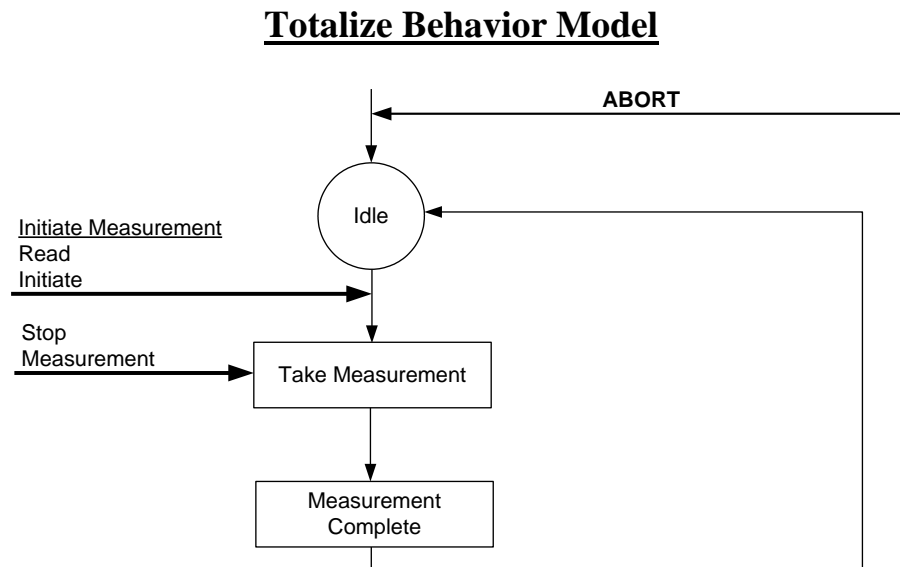 Totalize Behavior Model
ABORT
Idle
Initiate Measurement
Read
Initiate
Stop
Measurement
Take Measurement
Measurement
Complete